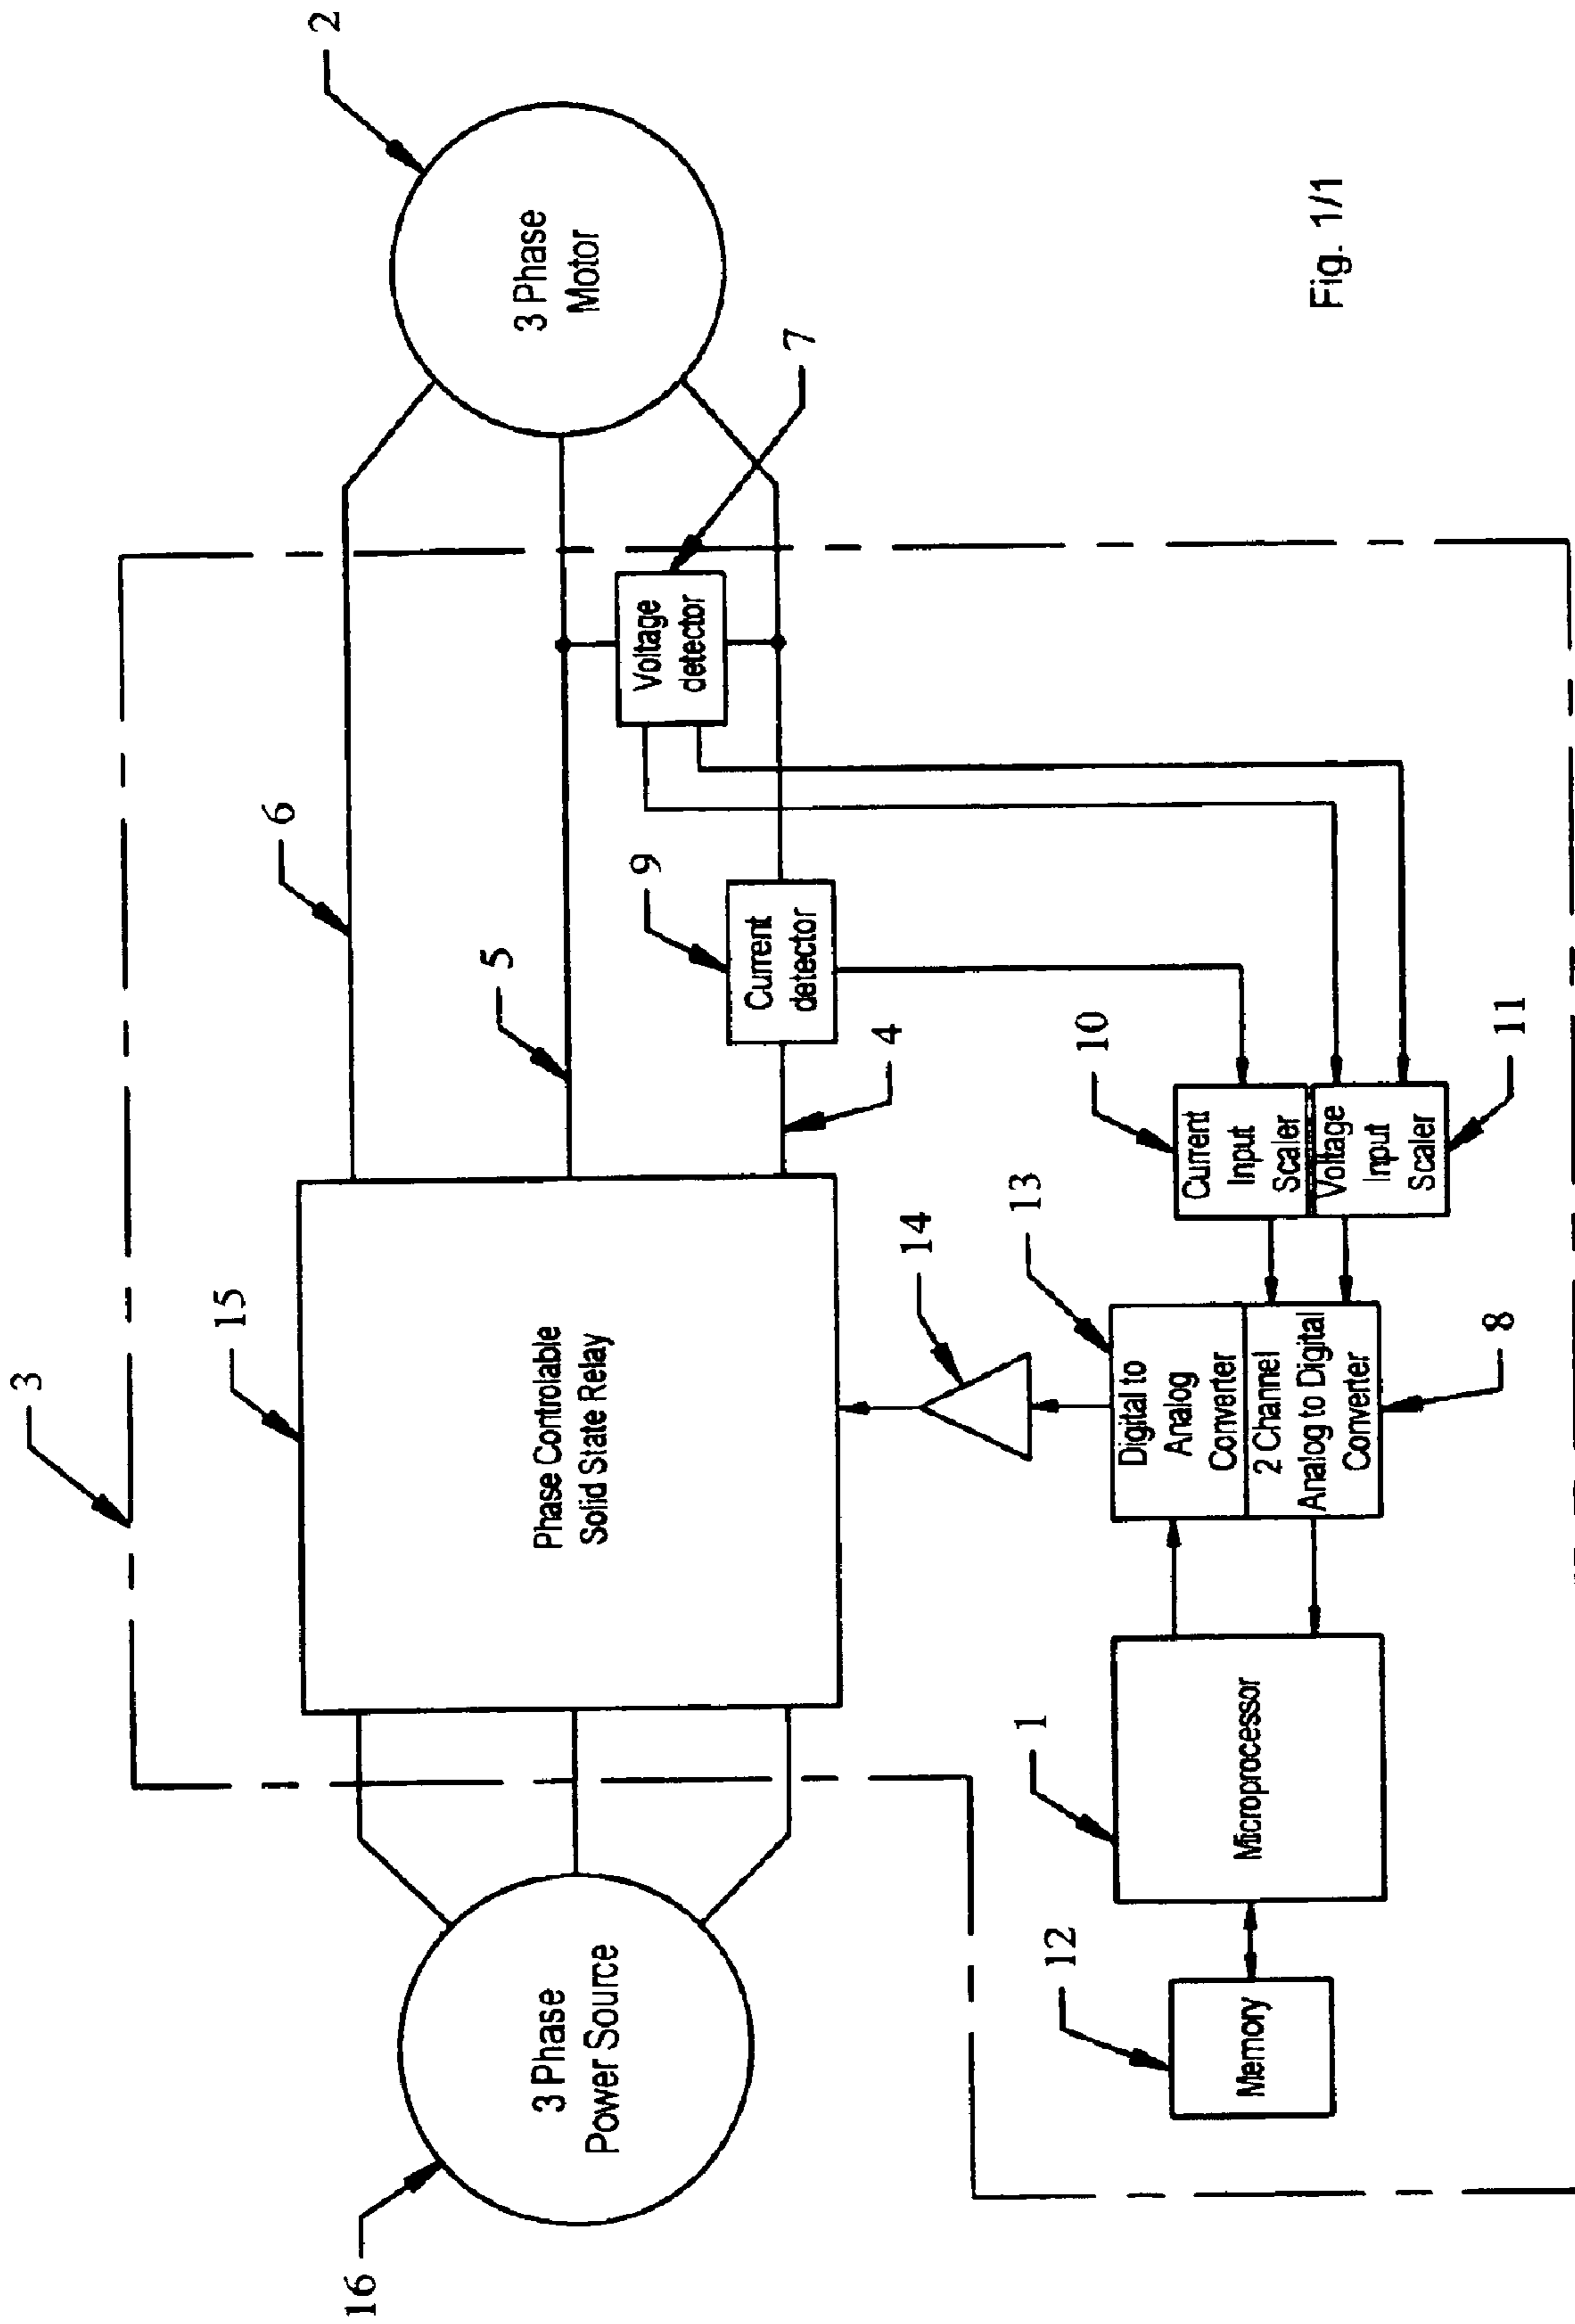 3
2
15
6
16
3 Phase
Power Source
Phase Controlable
Solid State Relay
5
3 Phase
Motor
9
Voltage
detector
7
Current
detector
4
14
12
1
13
10
Memory
Microprocessor
Digital to
Analog
Converter
2 Channel
Analog to Digital
Converter
Current
Input
Scaler
Voltage
Input
Scaler
8
11
Fig. 1/1